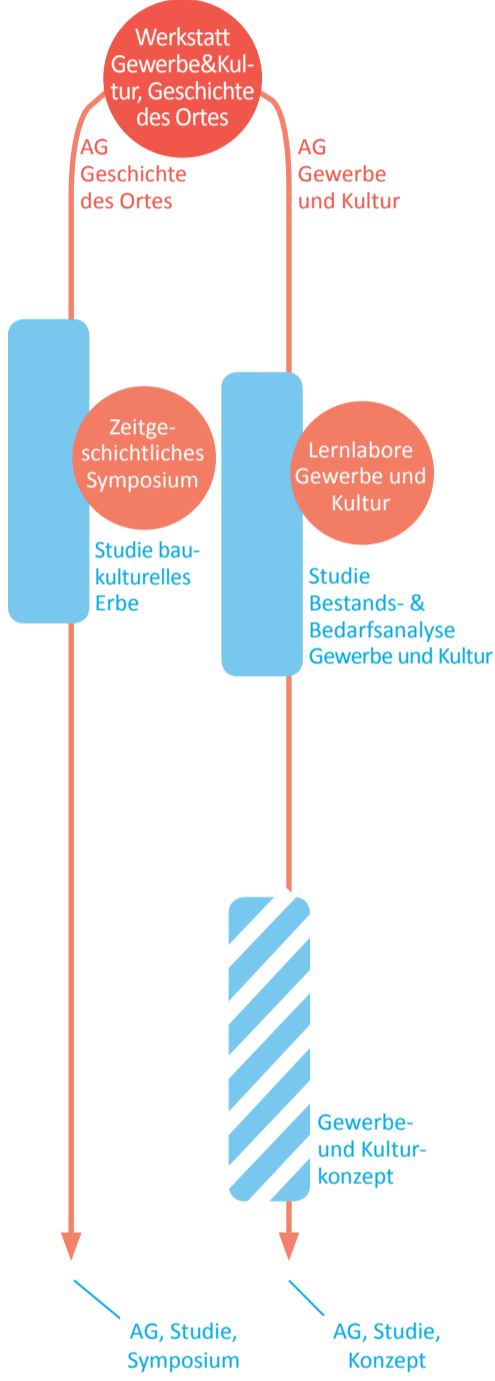 Werkstatt
Gewerbe&Kul-
tur, Geschichte
des Ortes
AG
Geschichte
des Ortes
AG
Gewerbe
und Kultur
Zeitge-
schichtliches
Symposium
Lernlabore
Gewerbe und
Kultur
Studie bau-
kulturelles
Erbe
Studie
Bestands- &
Bedarfsanalyse
Gewerbe und Kultur
Gewerbe-
und Kultur-
konzept
AG, Studie,
Symposium
AG, Studie,
Konzept